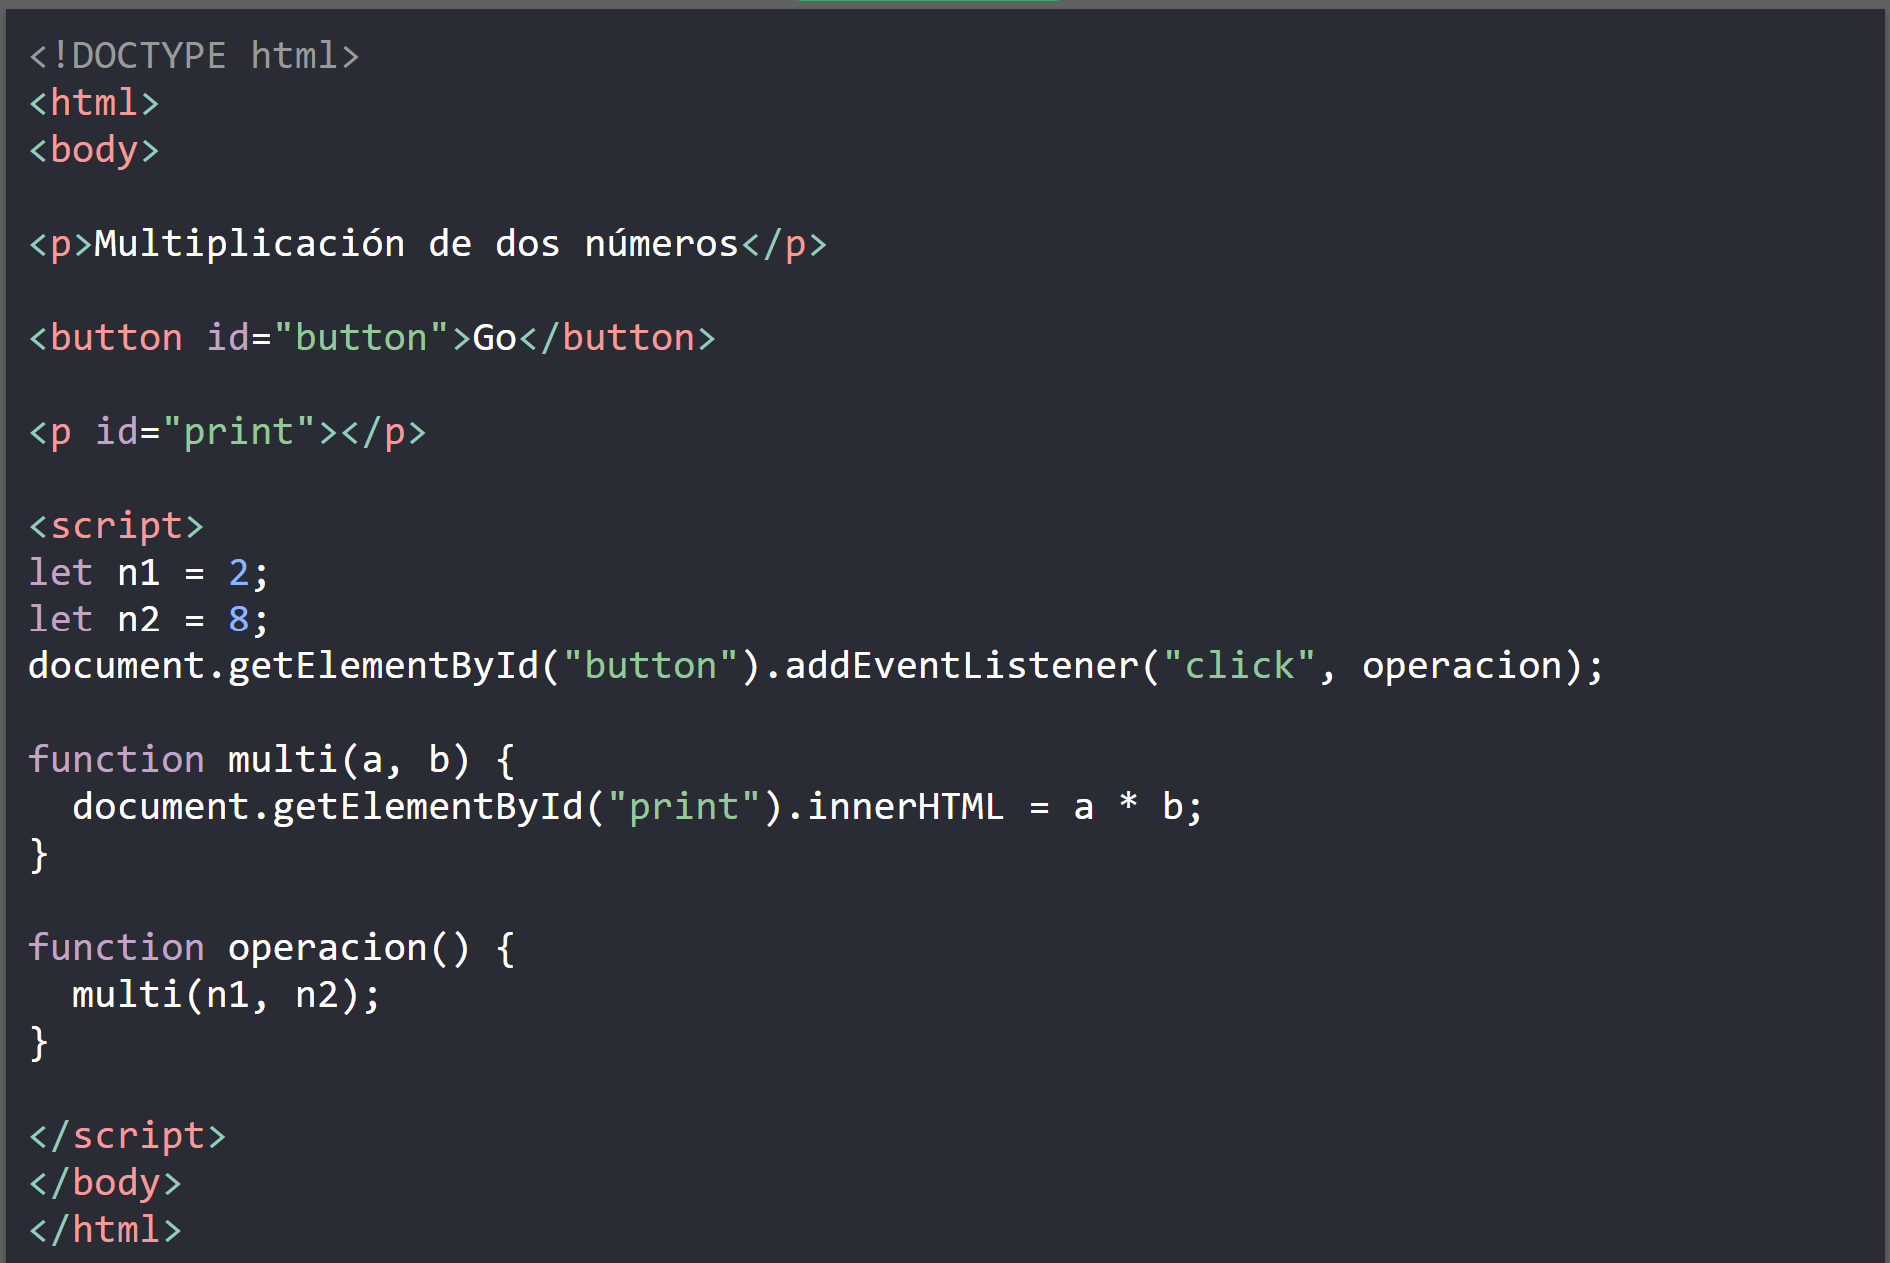 <!DOCTYPE html>
<html>
<body>
<p>Multiplicación de dos números</p>
<button id="button">Go</button>
<p id="print"></p>
<script>
let n1 = 2;
let n2 = 8;
document.getElementById("button").addEventListener("click", operacion);
function multi(a, b) {
  document.getElementById("print").innerHTML = a * b;
}
function operacion() {
  multi(n1, n2);
}
</script>
</body>
</html>